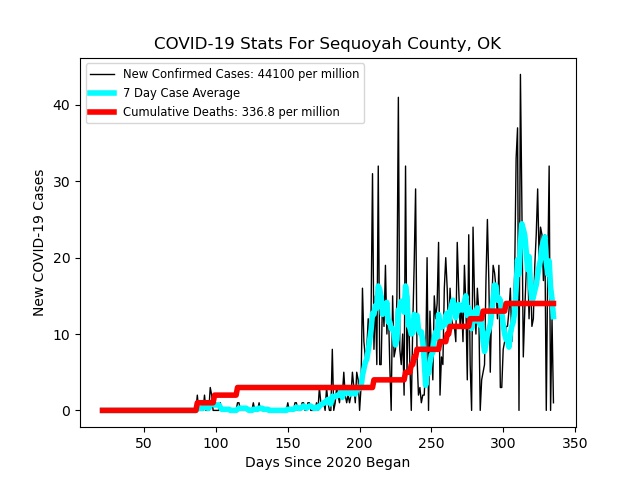 COVID-19 Stats For Sequoyah County, OK
New Confirmed Cases: 44100 per million
7 Day Case Average
Cumulative Deaths: 336.8 per million
New COVID-19 Cases
40
30
20
10
0
50 100 150 200 250 300 350
Days Since 2020 Began